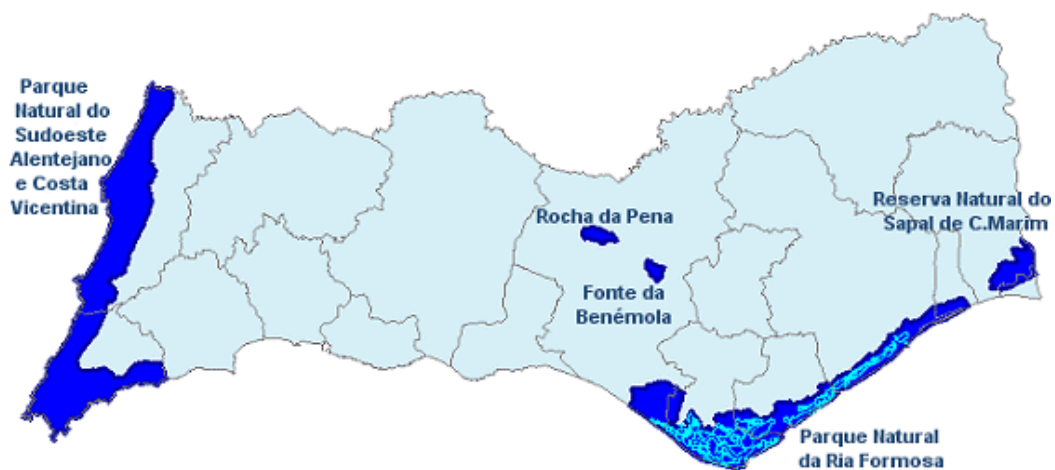 Parque
Natural do
Sudoeste
Alentejano
e Costa
Vicentina
Rocha da Pena
Fonte da
Benémola
Reserva Natural do
Sapal de C.Marim
Parque Natural
da Ria Formosa